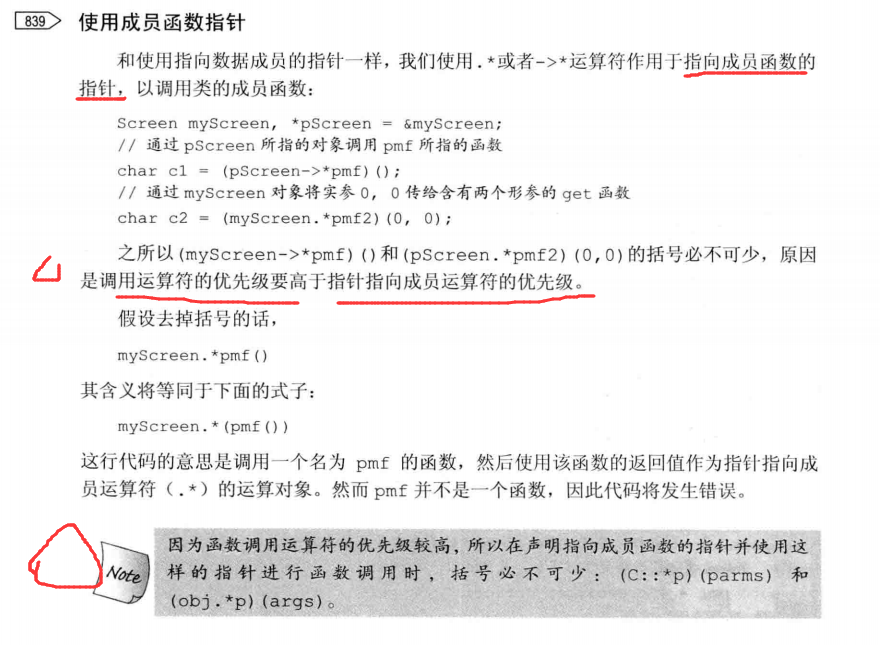 839 使用成员函数指针
和使用指向数据成员的指针一样，我们使用.*或者->*运算符作用于指向成员函数的
指针，以调用类的成员函数：
Screen myScreen, *pScreen = &myScreen;
// 通过 pScreen 所指的对象调用 pmf 所指的函数
char c1 = (pScreen->*pmf)();
// 通过 myScreen 对象将实参 0, 0 传给含有两个形参的 get 函数
char c2 = (myScreen.*pmf2)(0, 0);
之所以(myScreen->*pmf)()和(pScreen.*pmf2)(0,0)的括号必不可少，原因
是调用运算符的优先级要高于指针指向成员运算符的优先级。
假设去掉括号的话，
myScreen.*pmf()
其含义将等同于下面的式子：
myScreen.*(pmf())
这行代码的意思是调用一个名为 pmf 的函数，然后使用该函数的返回值作为指针指向成
员运算符（.*）的运算对象。然而 pmf 并不是一个函数，因此代码将发生错误。
Note
因为函数调用运算符的优先级较高，所以在声明指向成员函数的指针并使用这
样的指针进行函数调用时，括号必不可少：(C::*p)(parms) 和
(obj.*p)(args)。